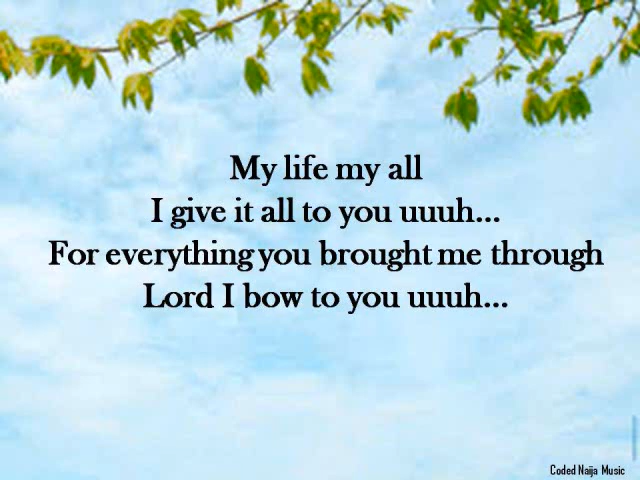 My life my all
I give it all to you uuuh...
For everything you brought me through
Lord I bow to you uuuh...
Coded Naija Music